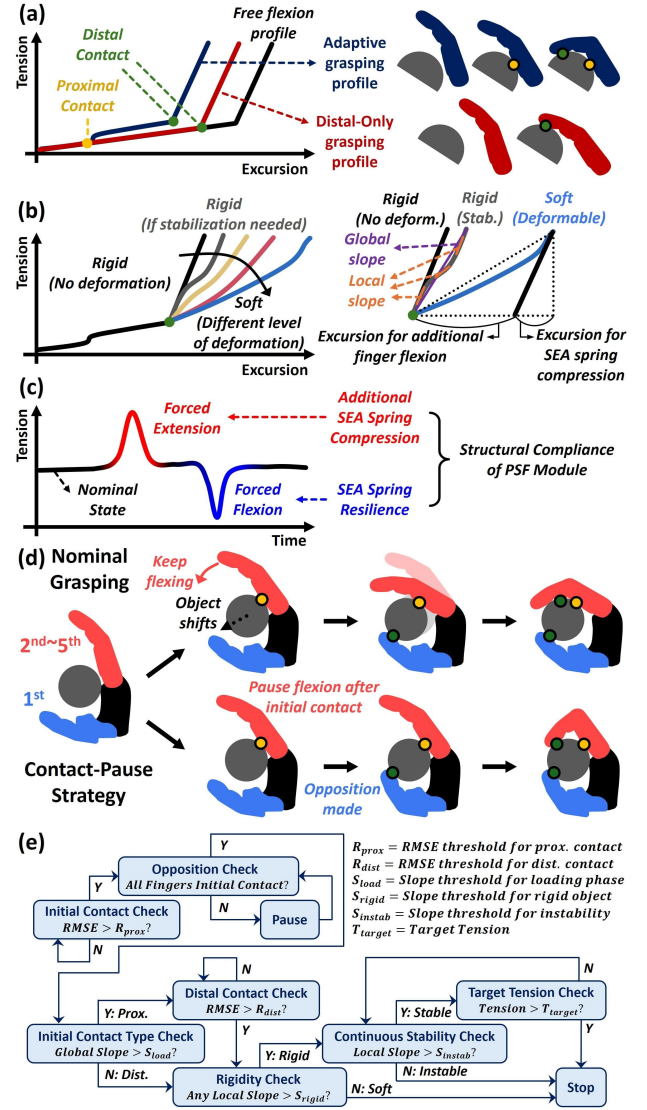 (a)
Free flexion
profile
Tension
Distal
Contact
Proximal
Contact
Adaptive
grasping
profile
Distal-Only
grasping
profile
Excursion
(b)
Tension
Rigid
(If stabilization needed)
Rigid
(No deformation)
Soft
(Different level
of deformation)
Excursion
Rigid
(No deform.)
Rigid
(Stab.)
Soft
(Deformable)
Global
slope
Local
slope
Excursion for additional
finger flexion
Excursion for
SEA spring
compression
(c)
Tension
Forced
Extension
Additional
SEA Spring
Compression
Nominal
State
Forced
Flexion
SEA Spring
Resilience
Structural Compliance
of PSF Module
Time
(d)
Nominal
Grasping
Keep
flexing
Object
shifts
2nd~5th
1st
Pause flexion after
initial contact
Contact-Pause
Strategy
Opposition
made
(e)
Y
Opposition Check
All Fingers Initial Contact?
Y
N
Pause
Initial Contact Check
RMSE > Rprox?
N
Rprox = RMSE threshold for prox. contact
Rdist = RMSE threshold for dist. contact
Sload = Slope threshold for loading phase
Srigid = Slope threshold for rigid object
Sinstab = Slope threshold for instability
Ttarget = Target Tension
N
Distal Contact Check
RMSE > Rdist?
Y: Prox.
Y
Initial Contact Type Check
Global Slope > Sload?
N: Dist.
Rigidity Check
Any Local Slope > Srigid?
Y: Rigid
N: Soft
Continuous Stability Check
Local Slope > Sinstab?
Y: Stable
N: Instable
N
Target Tension Check
Tension > Ttarget?
Y
Stop